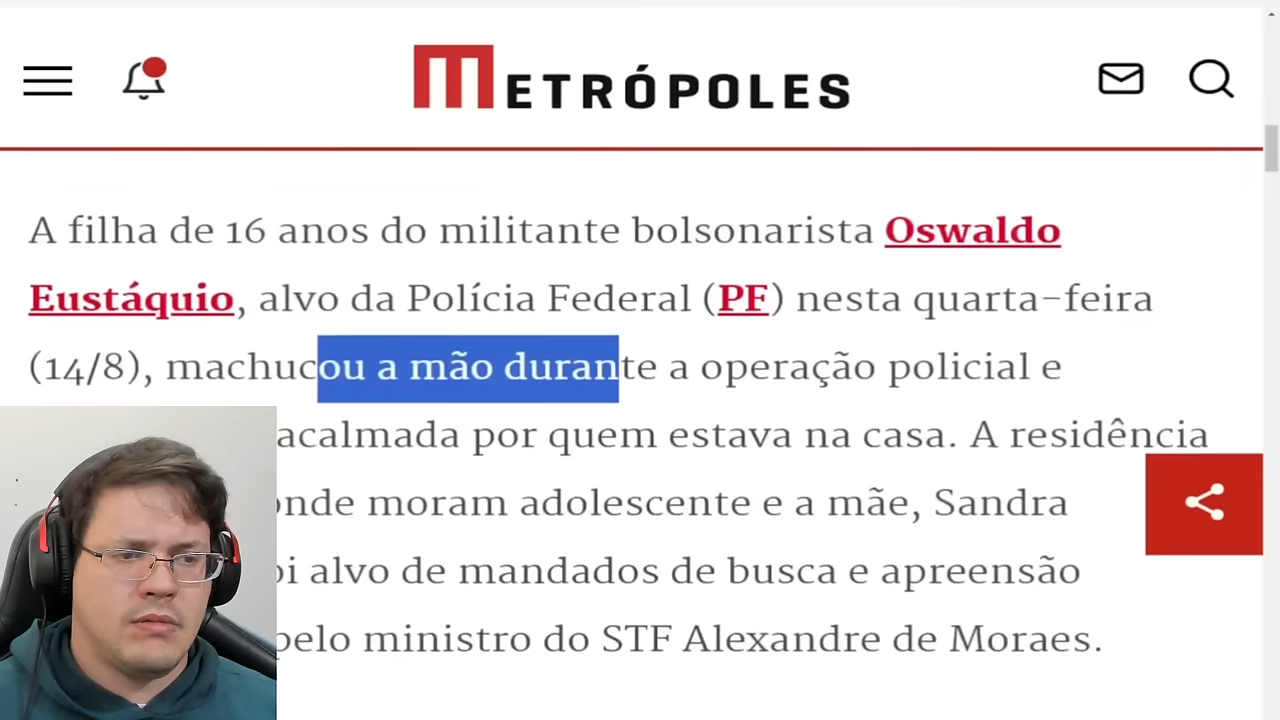 METRÓPOLES
A filha de 16 anos do militante bolsonarista Oswaldo
Eustáquio, alvo da Polícia Federal (PF) nesta quarta-feira
(14/8), machucou a mão durante a operação policial e
acalmada por quem estava na casa. A residência
onde moram adolescente e a mãe, Sandra
oi alvo de mandados de busca e apreensão
pelo ministro do STF Alexandre de Moraes.